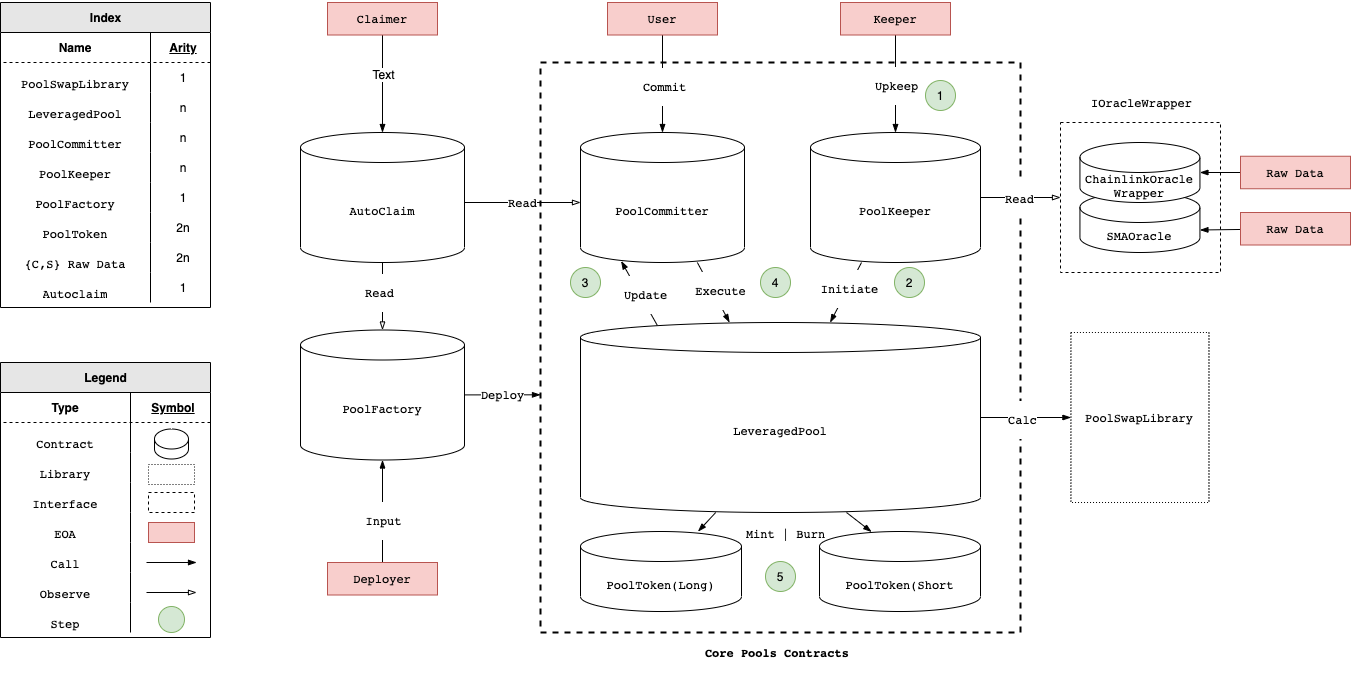 Index
Name Arity
PoolSwapLibrary 1
LeveragedPool n
PoolCommitter n
PoolKeeper n
PoolFactory 1
PoolToken 2n
{C,S} Raw Data 2n
Autoclaim 1
Legend
Type Symbol
Contract
Library
Interface
EOA
Call
Observe
Step
Claimer
User
Keeper
Text
Commit
Upkeep
1
IOracleWrapper
AutoClaim
Read
PoolCommitter
PoolKeeper
Read
ChainlinkOracle
Wrapper
SMAOracle
Raw Data
Raw Data
Read
3
Update
Execute
4
Initiate
2
PoolFactory
Deploy
LeveragedPool
Calc
PoolSwapLibrary
Input
Deployer
Mint | Burn
PoolToken(Long)
5
PoolToken(Short
Core Pools Contracts